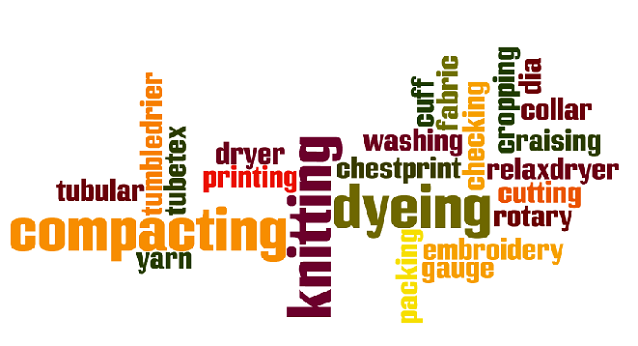 cropping
dia
fabric
cuff
tumbledrier
checking
collar
tubetex
washing
raising
dryer
chestprint
relaxdryer
printing
knitting
tubular
cutting
dyeing
rotary
compacting
packing
embroidery
yarn
gauge